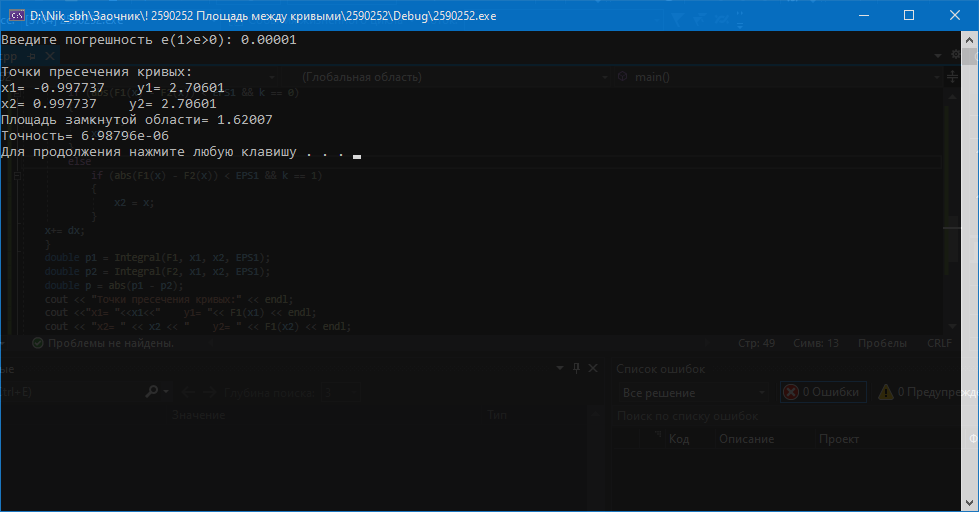 D:\Nik_sbh\Заочник\! 2590252 Площадь между кривыми\2590252\Debug\2590252.exe
Введите погрешность e(1>e>0): 0.00001
Точки пресечения кривых:
(Глобальная область)
main()
x1= -0.997737    y1= 2.70601
x2= 0.997737    y2= 2.70601
Площадь замкнутой области= 1.62007
Точность= 6.98796e-06
Для продолжения нажмите любую клавишу . . .
else
if (abs(F1(x) - F2(x)) < EPS1 && k == 1)
{
x2 = x;
}
x+= dx;
}
double p1 = Integral(F1, x1, x2, EPS1);
double p2 = Integral(F2, x1, x2, EPS1);
double p = abs(p1 - p2);
cout << "Точки пресечения кривых:" << endl;
cout <<"x1= "<<x1<<"    y1= "<< F1(x1) << endl;
cout << "x2= " << x2 << "    y2= " << F1(x2) << endl;
Проблемы не найдены.
Стр: 49
Симв: 13
Пробелы
CRLF
Список ошибок
Глубина поиска:
Все решение
0 Ошибки
0 Предупрежде
Значение
Тип
Поиск по списку ошибок
Код
Описание
Проект